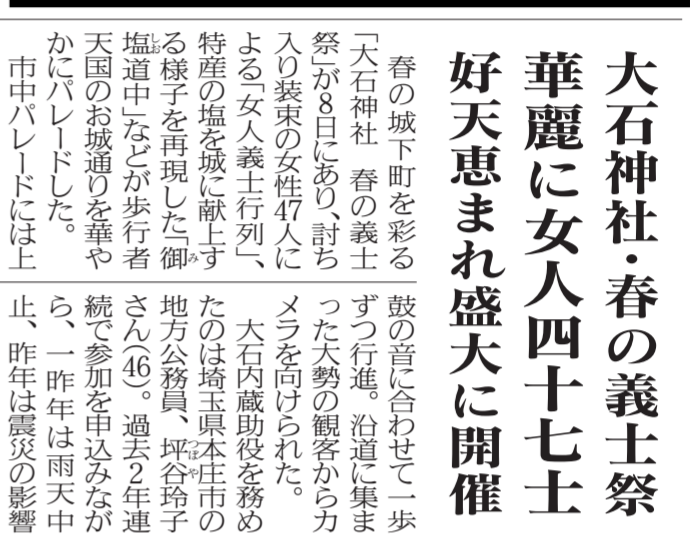 大石神社・春の義士祭
華麗に女人四十七士
好天恵まれ盛大に開催
春の城下町を彩る
「大石神社　春の義士
祭」が8日にあり、討ち
入り装束の女性47人に
よる「女人義士行列」、
特産の塩を城に献上す
る様子を再現した「御み
塩しお道中」などが歩行者
天国のお城通りを華や
かにパレードした。
市中パレードには上
鼓の音に合わせて一歩
ずつ行進。沿道に集ま
った大勢の観客からカ
メラを向けられた。
大石内蔵助役を務め
たのは埼玉県本庄市の
地方公務員、坪谷つぼや玲子
さん(46)。過去2年連
続で参加を申込みなが
ら、一昨年は雨天中
止、昨年は震災の影響